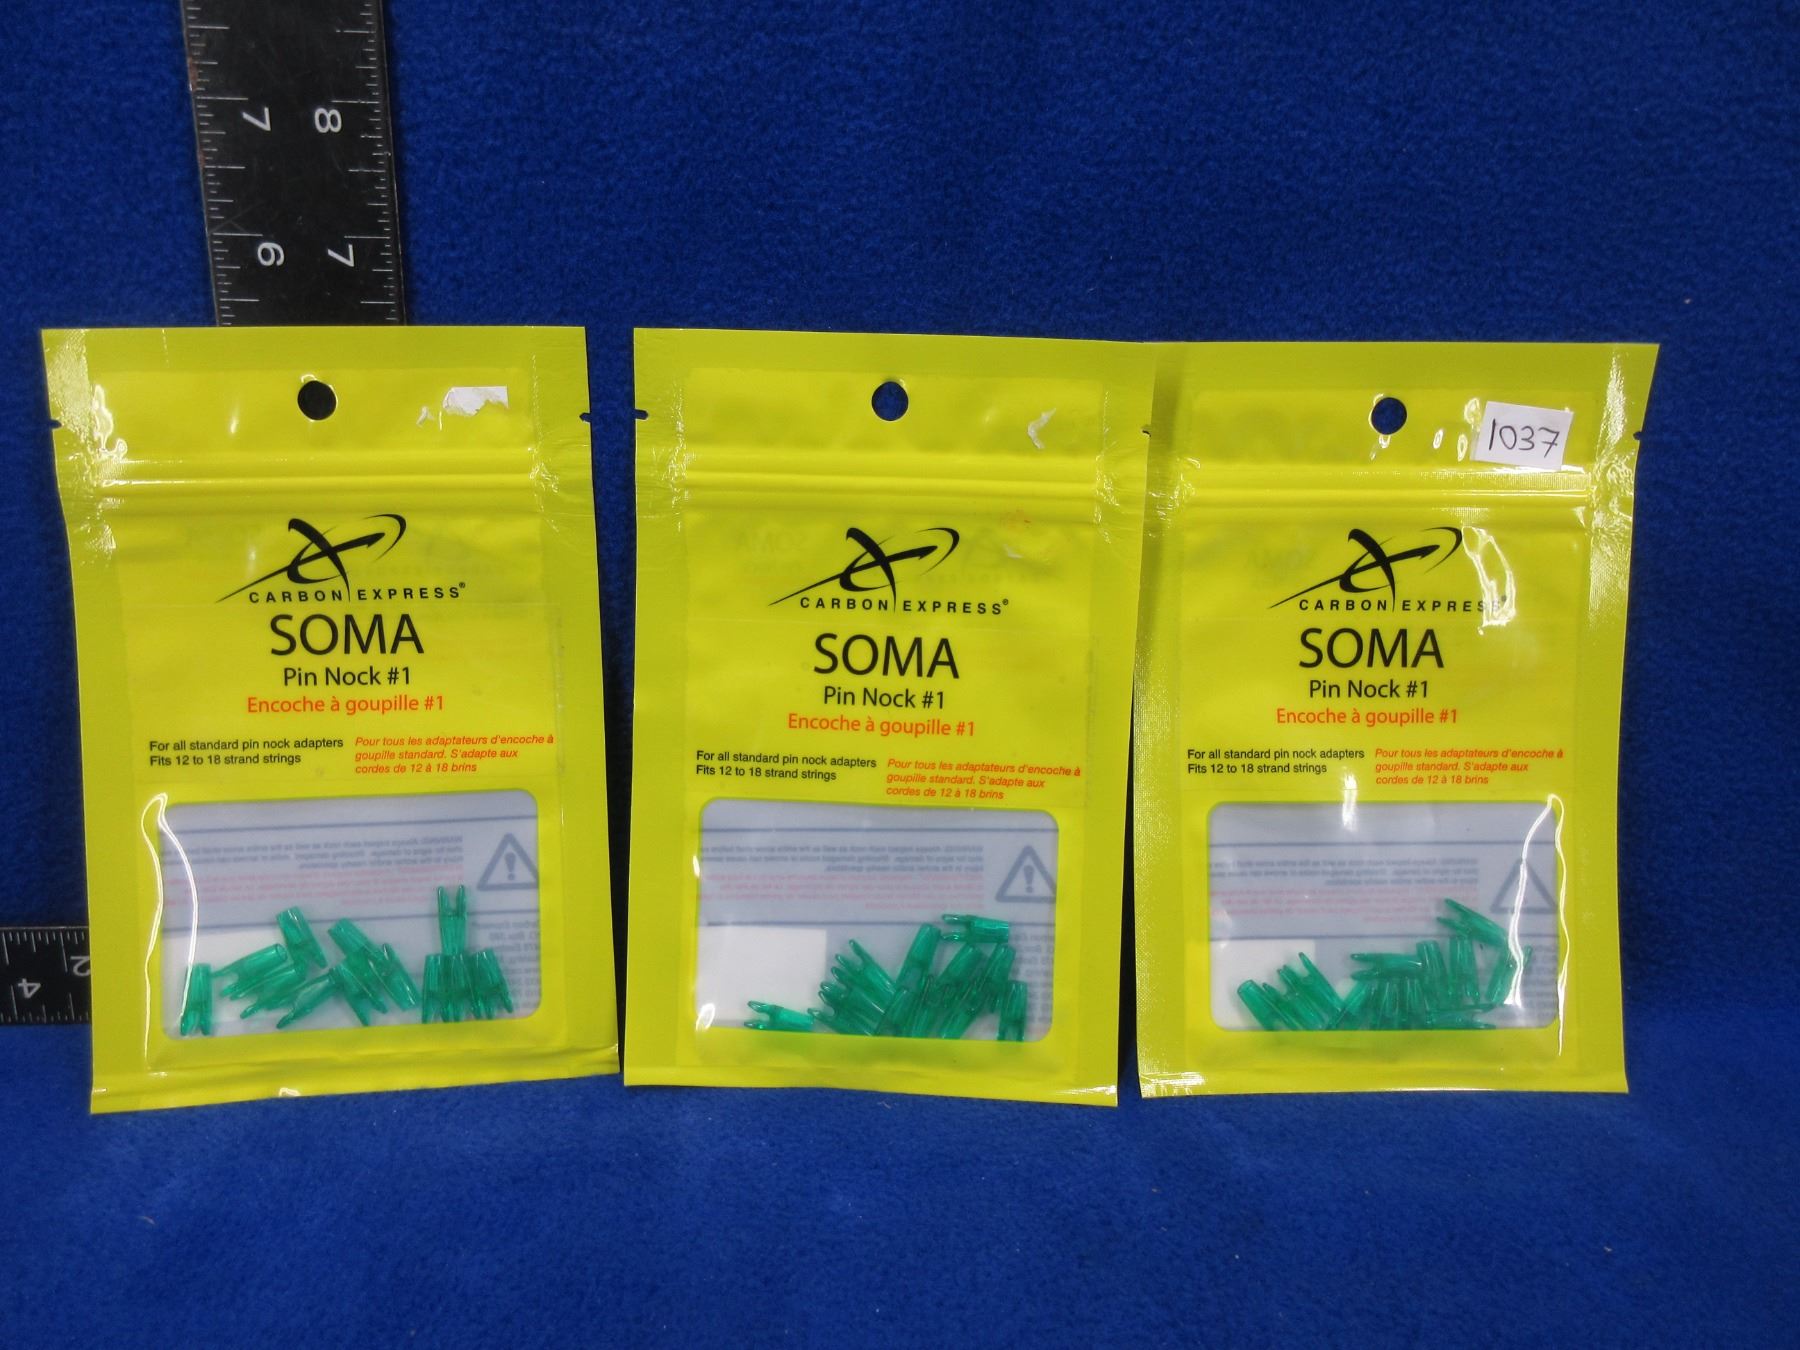 7 8
6 7
2
4
CARBON EXPRESS®
SOMA
Pin Nock #1
Encoche à goupille #1
For all standard pin nock adapters
Fits 12 to 18 strand strings
Pour tous les adaptateurs d'encoche à
goupille standard. S'adapte aux
cordes de 12 à 18 brins
CARBON EXPRESS®
SOMA
Pin Nock #1
Encoche à goupille #1
For all standard pin nock adapters
Fits 12 to 18 strand strings
Pour tous les adaptateurs d'encoche à
goupille standard. S'adapte aux
cordes de 12 à 18 brins
1037
CARBON EXPRESS®
SOMA
Pin Nock #1
Encoche à goupille #1
For all standard pin nock adapters
Fits 12 to 18 strand strings
Pour tous les adaptateurs d'encoche à
goupille standard. S'adapte aux
cordes de 12 à 18 brins